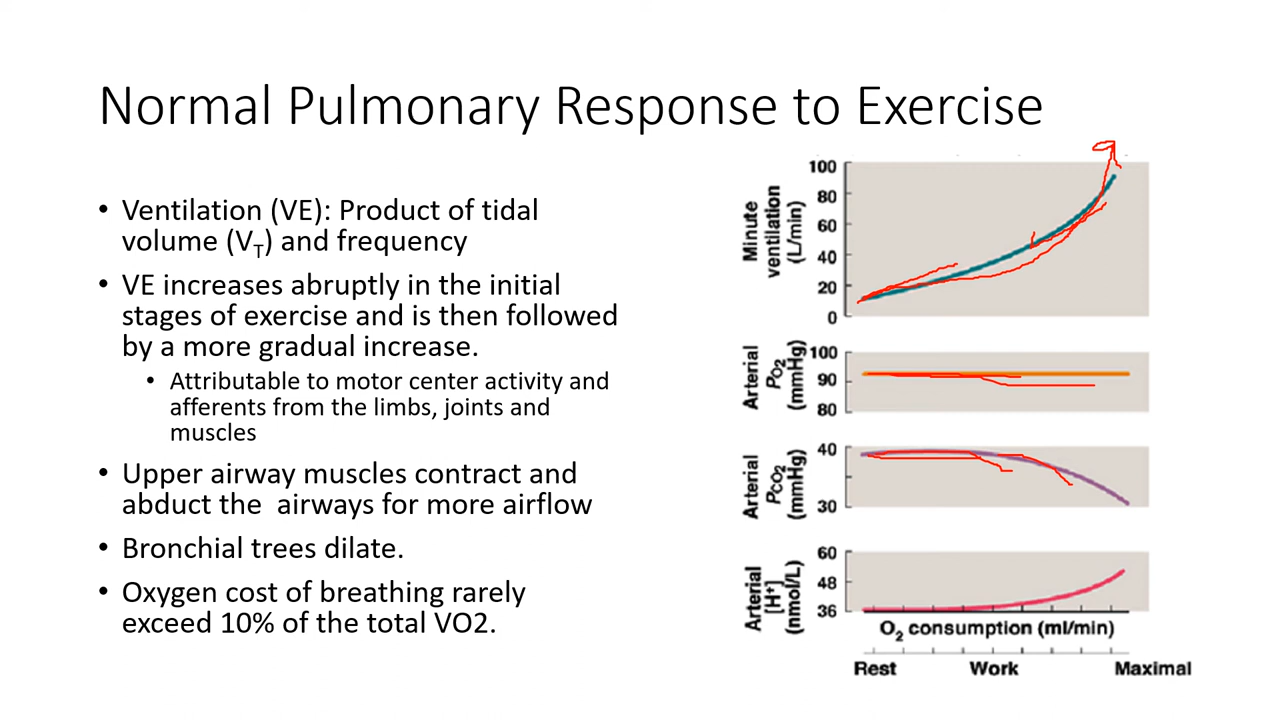 Normal Pulmonary Response to Exercise
• Ventilation (VE): Product of tidal
volume (VT) and frequency
• VE increases abruptly in the initial
stages of exercise and is then followed
by a more gradual increase.
• Attributable to motor center activity and
afferents from the limbs, joints and
muscles
• Upper airway muscles contract and
abduct the  airways for more airflow
• Bronchial trees dilate.
• Oxygen cost of breathing rarely
exceed 10% of the total VO2.
Minute
ventilation
(L/min)
100
80
60
40
20
0
Arterial
PO2
(mmHg)
100
90
80
Arterial
PCO2
(mmHg)
40
30
Arterial
[H+]
(nmol/L)
60
48
36
O2 consumption (ml/min)
Rest
Work
Maximal